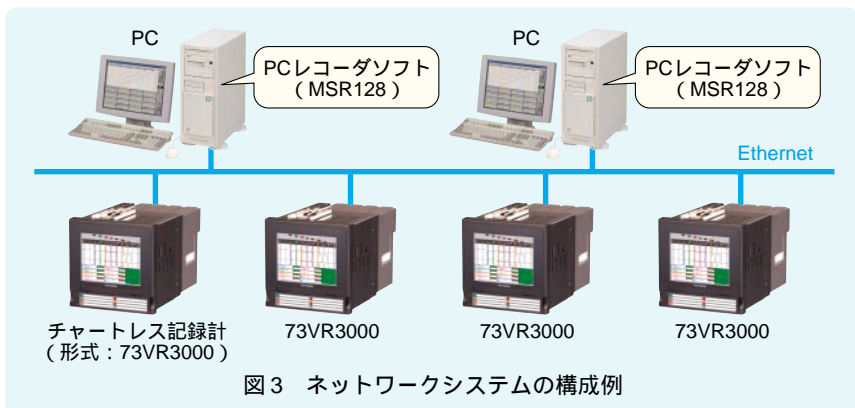 PC
PCレコーダソフト
（MSR128）
PC
PCレコーダソフト
（MSR128）
Ethernet
チャートレス記録計
（形式：73VR3000）
73VR3000
73VR3000
73VR3000
図3　ネットワークシステムの構成例